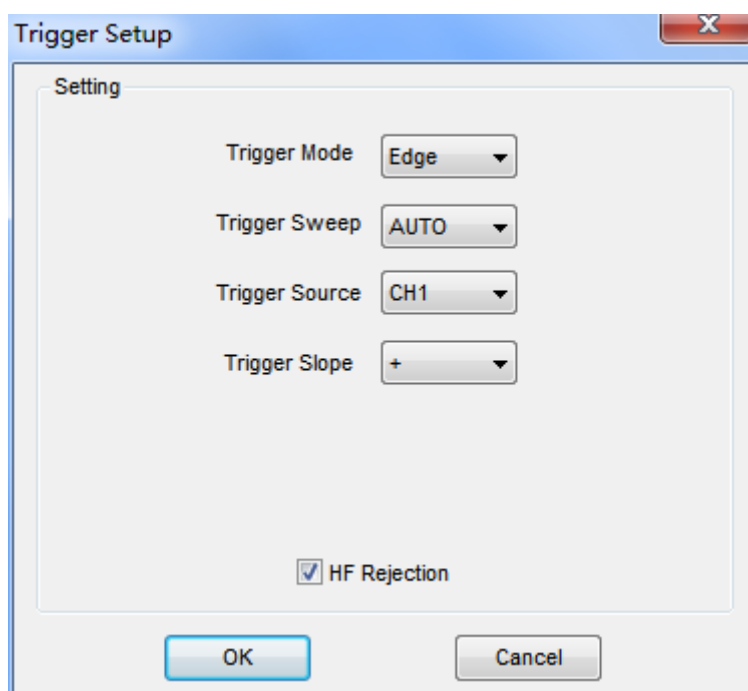 Trigger Setup
Setting
Trigger Mode Edge
Trigger Sweep AUTO
Trigger Source CH1
Trigger Slope +
HF Rejection
OK Cancel